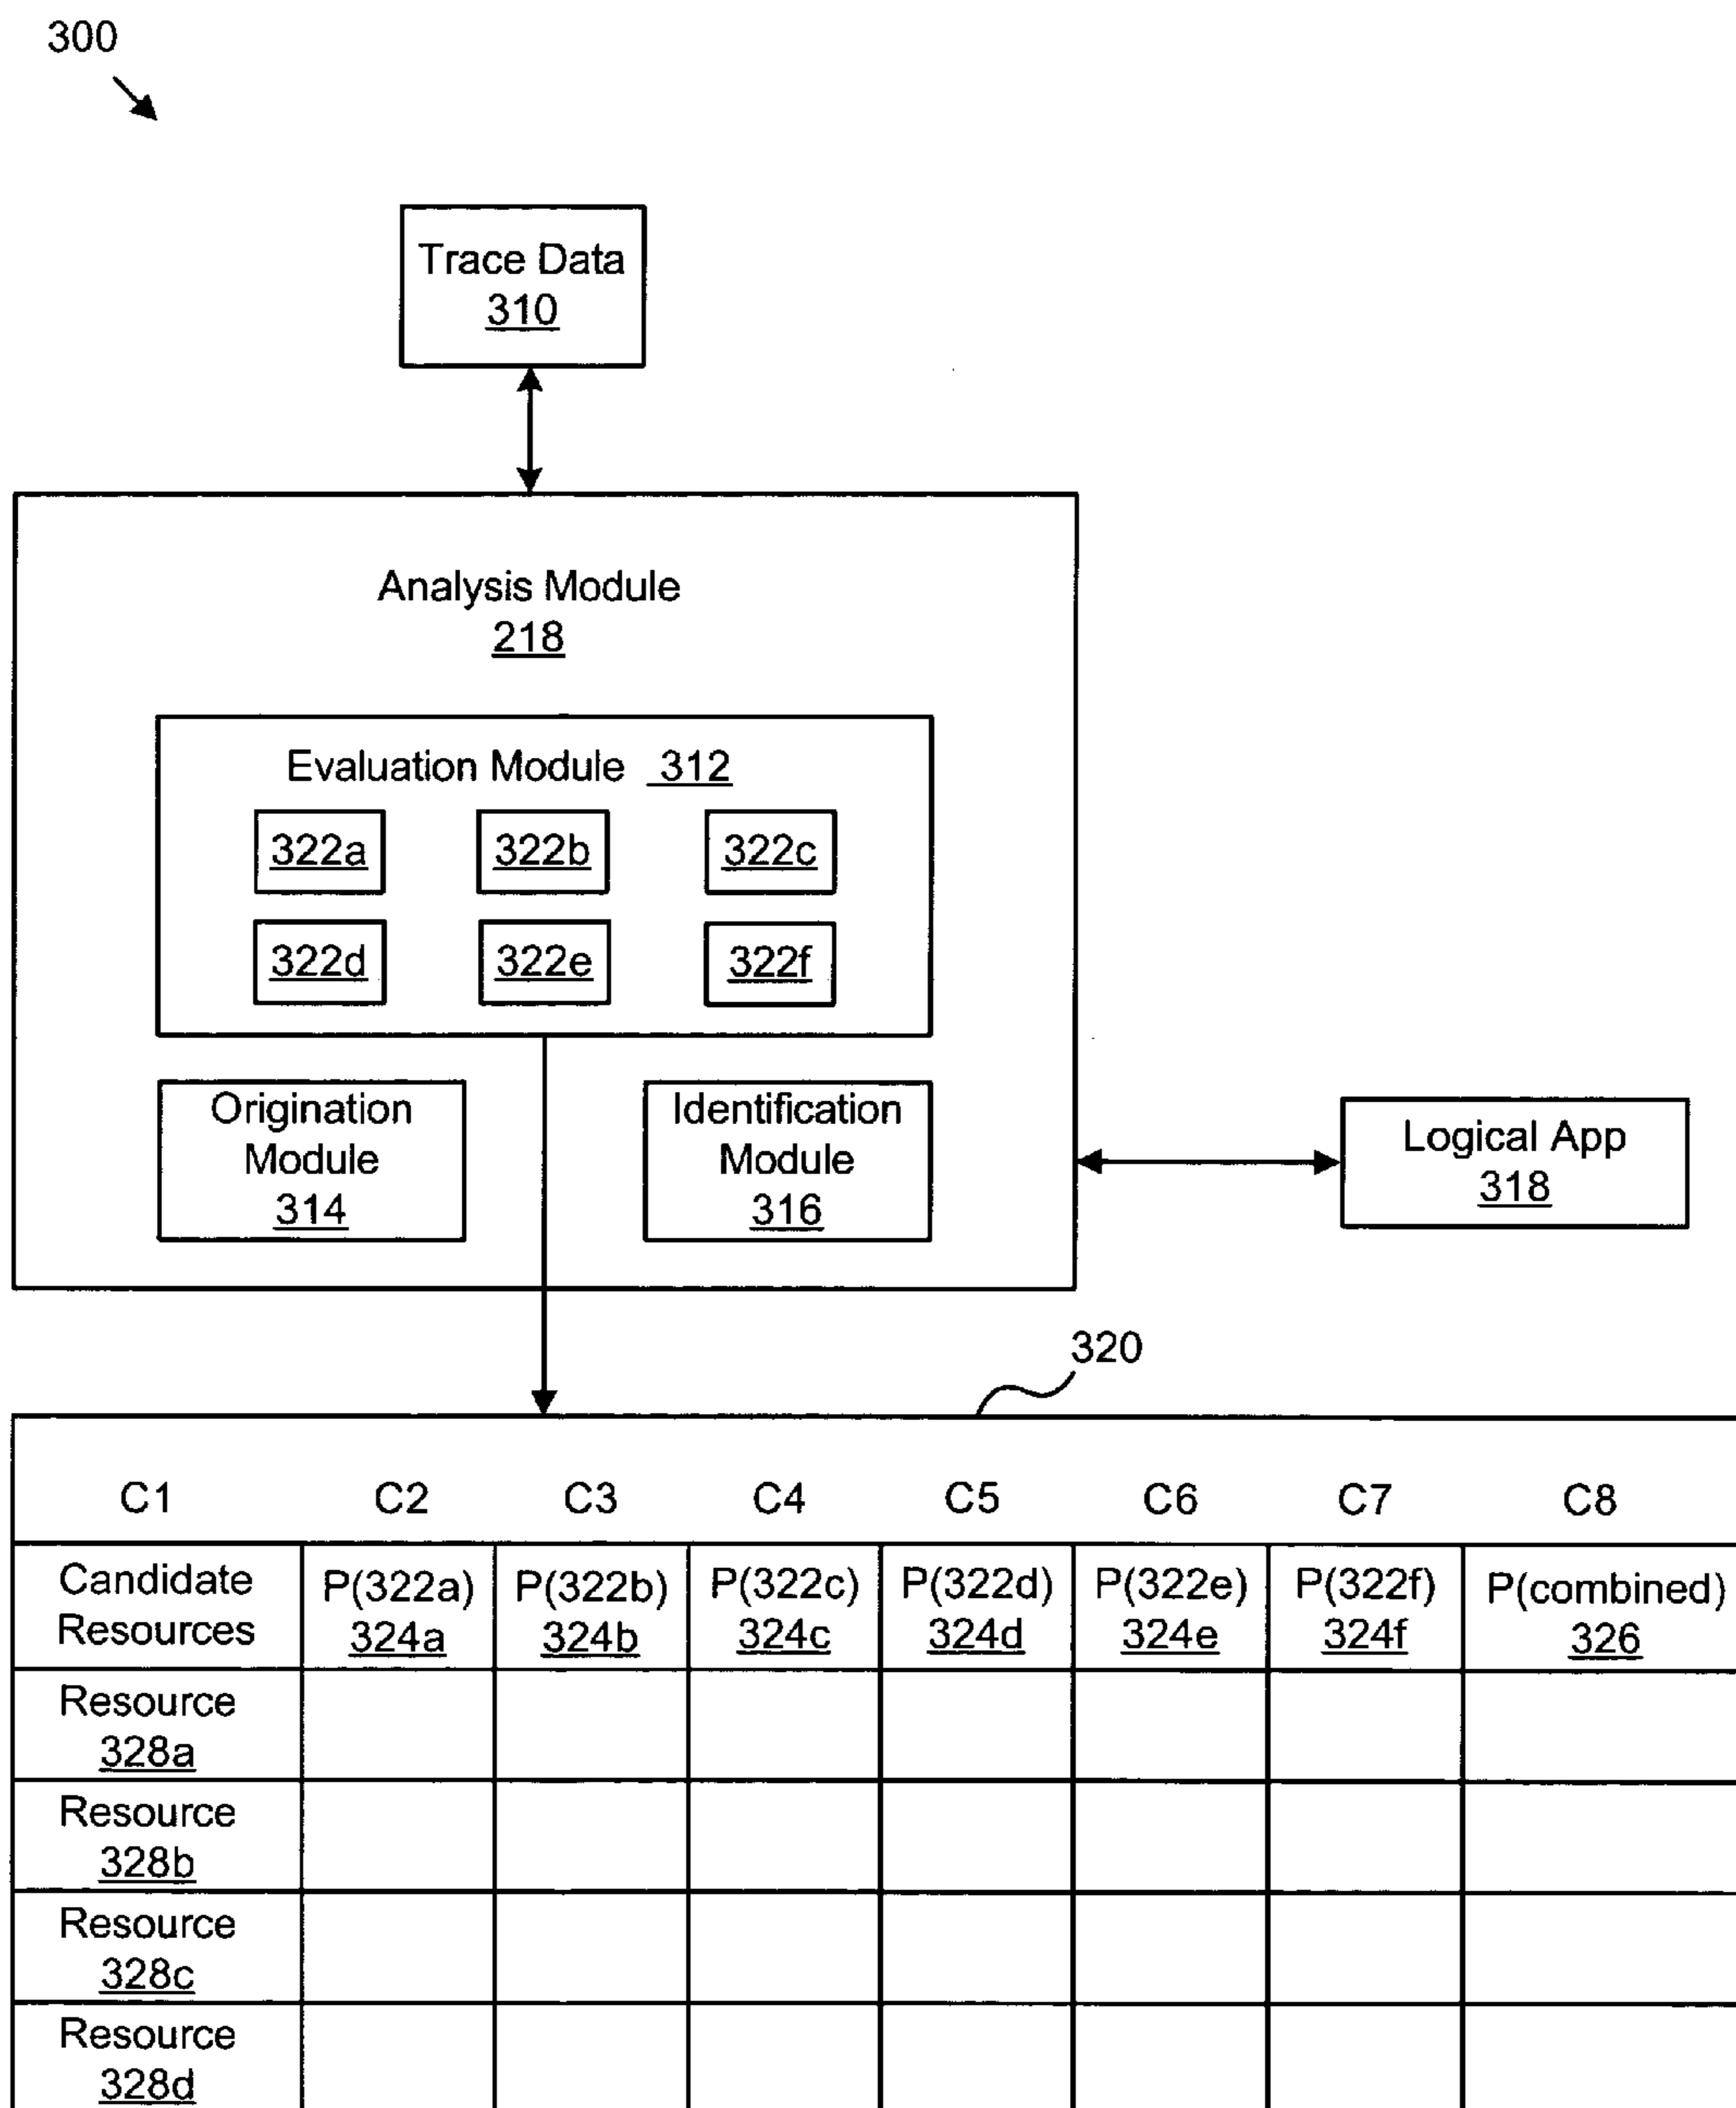 300
Trace Data
310
Analysis Module
218
Evaluation Module 312
322a 322b 322c
322d 322e 322f
Origination
Module
314
Identification
Module
316
Logical App
318
320
C1 C2 C3 C4 C5 C6 C7 C8
Candidate
Resources
P(322a)
324a
P(322b)
324b
P(322c)
324c
P(322d)
324d
P(322e)
324e
P(322f)
324f
P(combined)
326
Resource
328a
Resource
328b
Resource
328c
Resource
328d